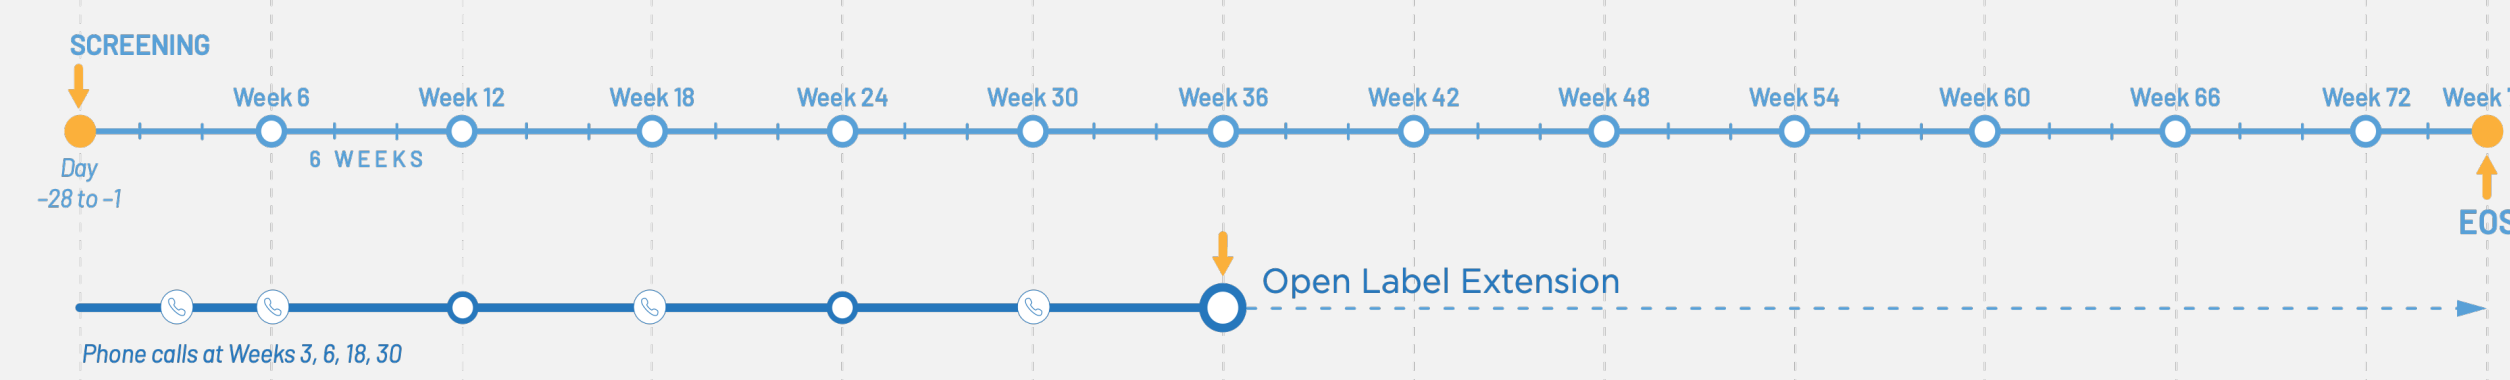 SCREENING
Week 6 Week 12 Week 18 Week 24 Week 30 Week 36 Week 42 Week 48 Week 54 Week 60 Week 66 Week 72 Week
6 WEEKS
Day
–28 to –1
EOS
Open Label Extension
Phone calls at Weeks 3, 6, 18, 30